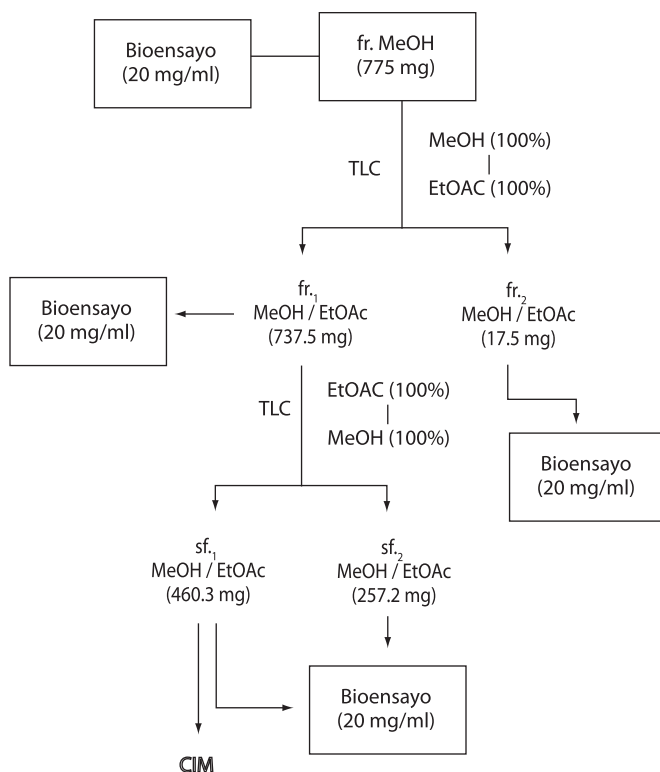 Bioensayo
(20 mg/ml)
fr. MeOH
(775 mg)
TLC
MeOH (100%)
EtOAC (100%)
fr.₁
MeOH / EtOAc
(737.5 mg)
fr.₂
MeOH / EtOAc
(17.5 mg)
Bioensayo
(20 mg/ml)
TLC
EtOAC (100%)
MeOH (100%)
Bioensayo
(20 mg/ml)
sf.₁
MeOH / EtOAc
(460.3 mg)
sf.₂
MeOH / EtOAc
(257.2 mg)
Bioensayo
(20 mg/ml)
CIM